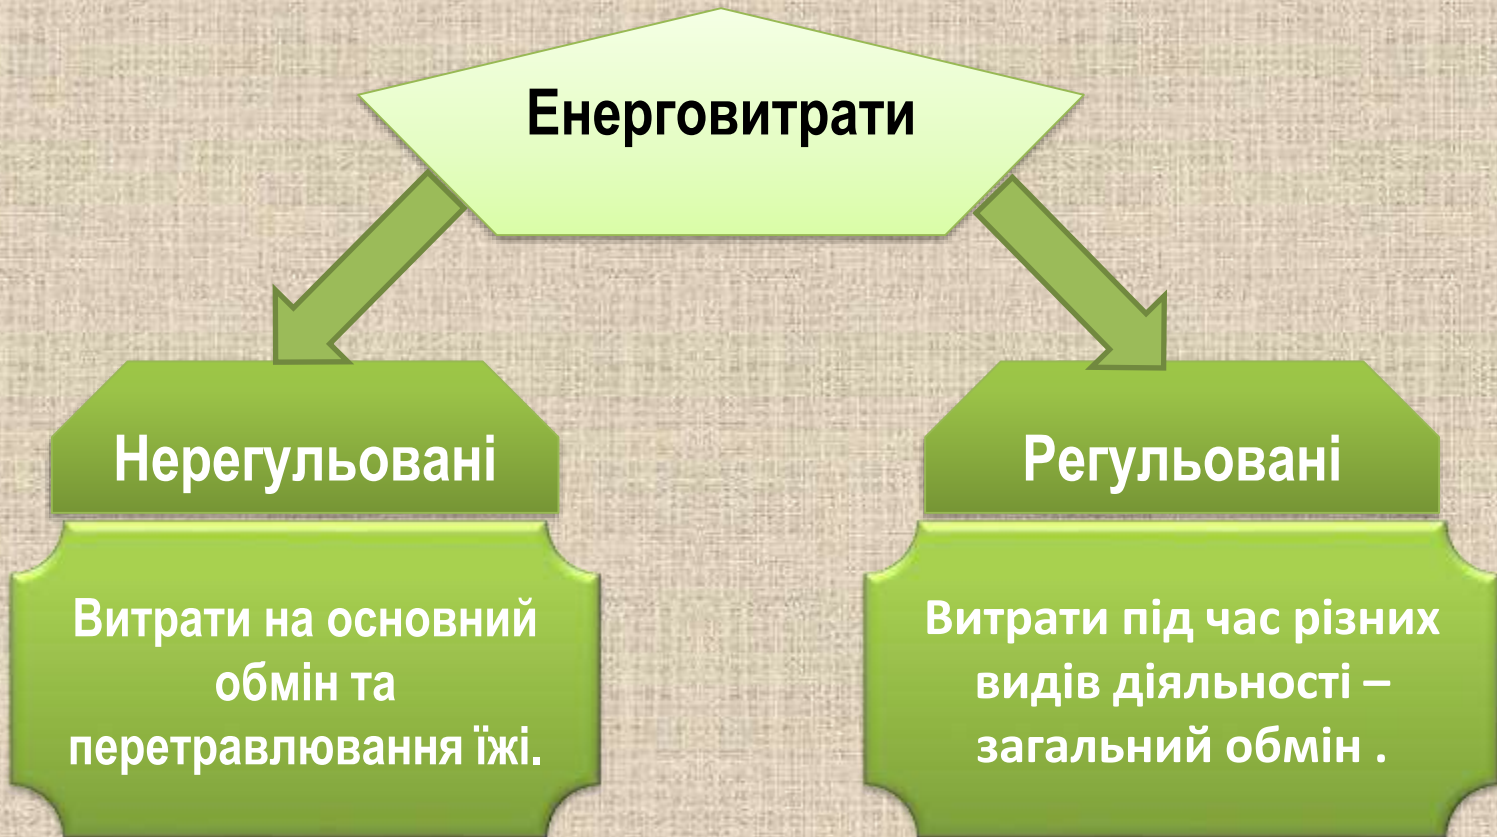 Енерговитрати
Нерегульовані
Витрати на основний
обмін та
перетравлювання їжі.
Регульовані
Витрати під час різних
видів діяльності –
загальний обмін .